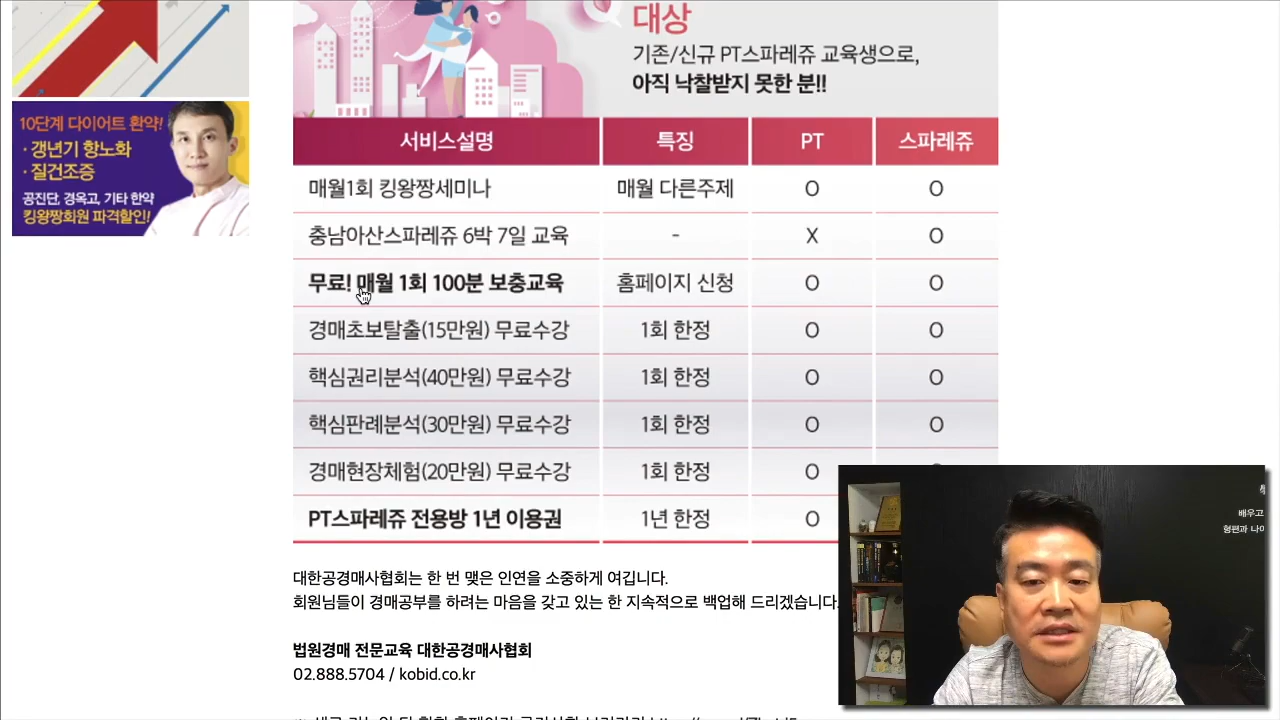 10단계 다이어트 환약!
· 갱년기 항노화
· 질건조증
공진단, 경옥고, 기타 한약
킹왕짱회원 파격할인!
대상
기존/신규 PT스파레쥬 교육생으로,
아직 낙찰받지 못한 분!!
서비스설명 특징 PT 스파레쥬
매월1회 킹왕짱세미나 매월 다른주제 O O
충남아산스파레쥬 6박 7일 교육 - X O
무료! 매월 1회 100분 보충교육 홈페이지 신청 O O
경매초보탈출(15만원) 무료수강 1회 한정 O O
핵심권리분석(40만원) 무료수강 1회 한정 O O
핵심판례분석(30만원) 무료수강 1회 한정 O O
경매현장체험(20만원) 무료수강 1회 한정 O
PT스파레쥬 전용방 1년 이용권 1년 한정 O
대한공경매사협회는 한 번 맺은 인연을 소중하게 여깁니다.
회원님들이 경매공부를 하려는 마음을 갖고 있는 한 지속적으로 백업해 드리겠습니다.
법원경매 전문교육 대한공경매사협회
02.888.5704 / kobid.co.kr
배우고
형편과 나이